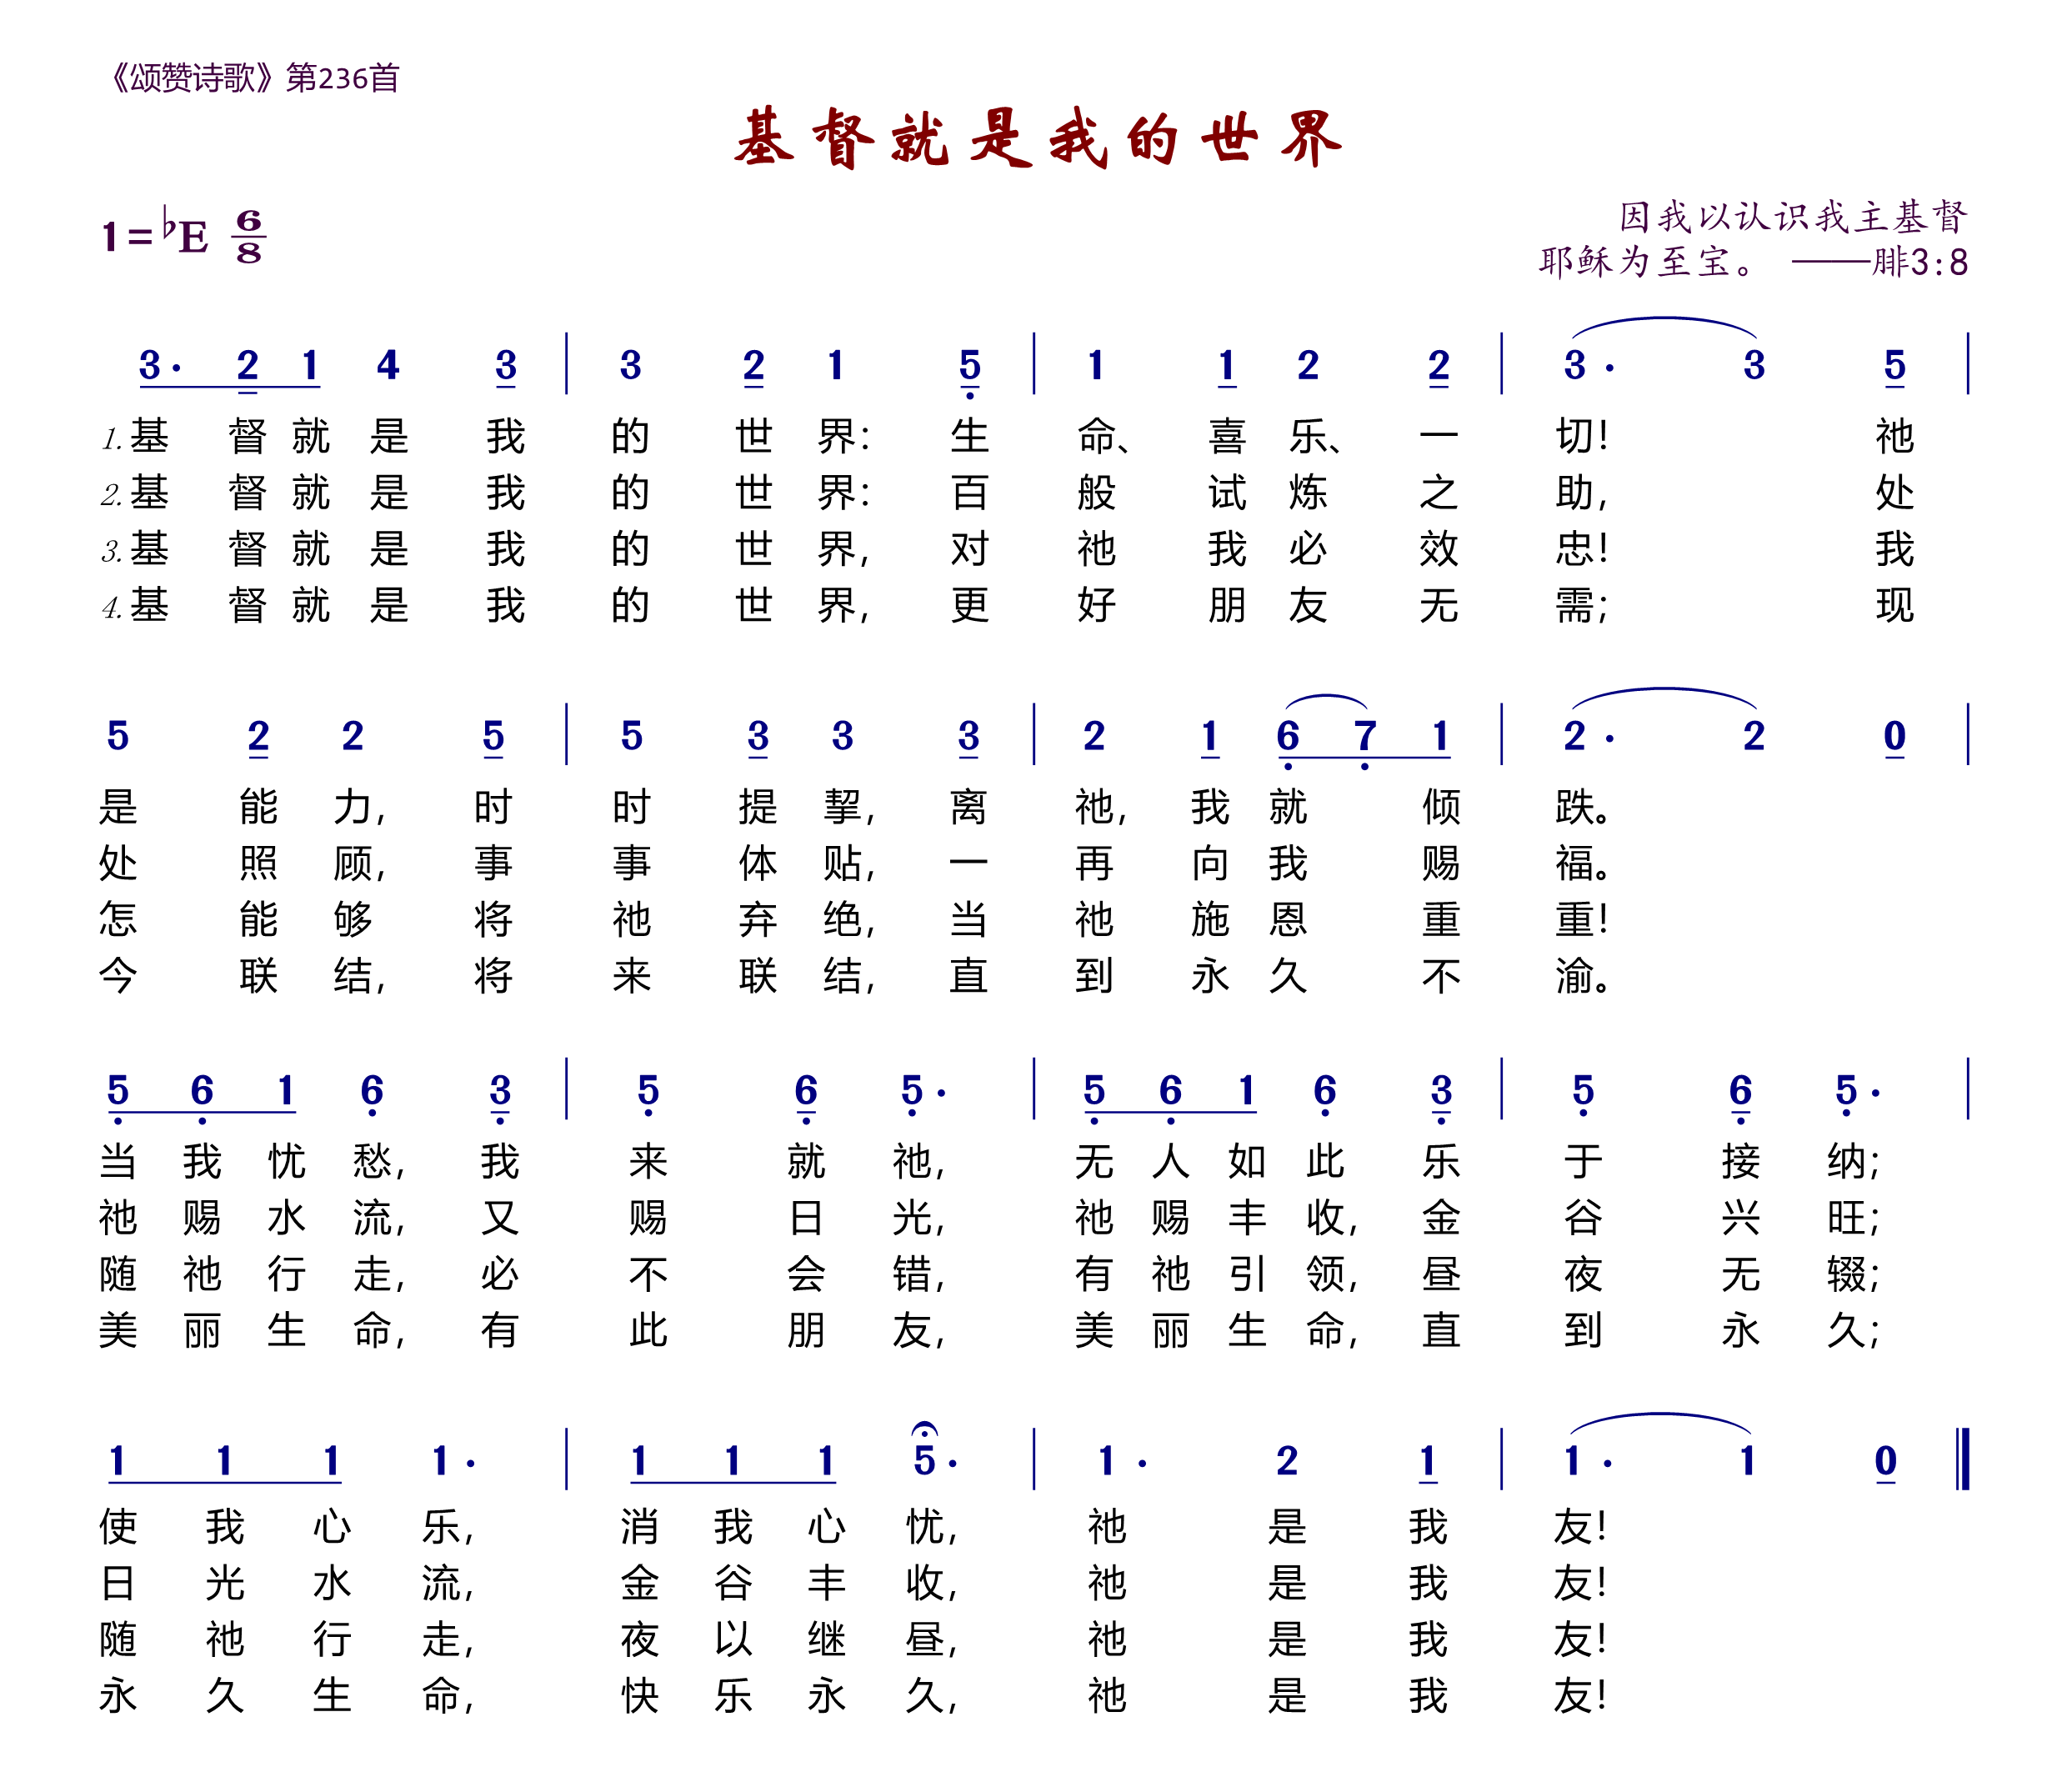 《颂赞诗歌》第236首
基督就是我的世界
1=♭E 6/8
因我以认识我主基督
耶稣为至宝。 ——腓3:8
3· 2 1 4 3 | 3 2 1 5 | 1 1 2 2 | 3· 3 5 |
1.基督就是我的世界：生命、喜乐、一切！祂
2.基督就是我的世界：百般试炼之助，处
3.基督就是我的世界，对祂我必效忠！我
4.基督就是我的世界，更好朋友无需；现
5 2 2 5 | 5 3 3 3 | 2 1 6 7 1 | 2· 2 0 |
是能力，时时提挈，离祂，我就倾跌。
处照顾，事事体贴，一再向我赐福。
怎能够将祂弃绝，当祂施恩重重！
今联结，将来联结，直到永久不渝。
5 6 1 6 3 | 5 6 5· | 5 6 1 6 3 | 5 6 5· |
当我忧愁，我来就祂，无人如此乐于接纳；
祂赐水流，又赐日光，祂赐丰收，金谷兴旺；
随祂行走，必不会错，有祂引领，昼夜无辍；
美丽生命，有此朋友，美丽生命，直到永久；
1 1 1 1· | 1 1 1 5· | 1· 2 1 | 1· 1 0
使我心乐，消我心忧，祂是我友！
日光水流，金谷丰收，祂是我友！
随祂行走，夜以继昼，祂是我友！
永久生命，快乐永久，祂是我友！